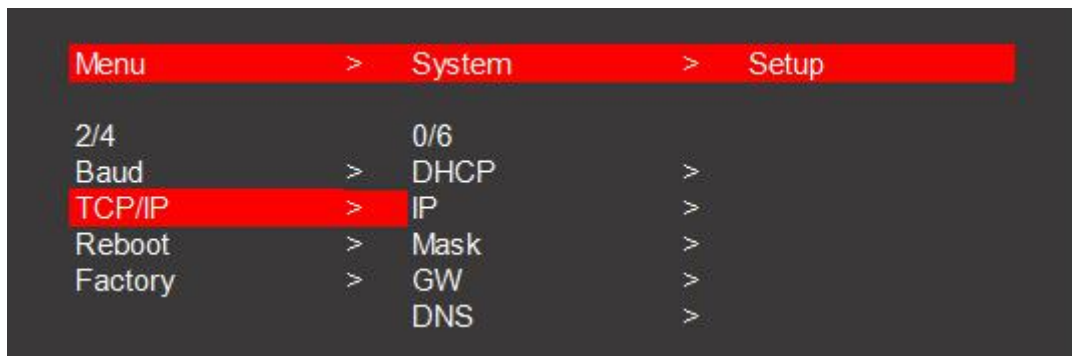 Menu > System > Setup
2/4 0/6
Baud > DHCP >
TCP/IP > IP >
Reboot > Mask >
Factory > GW >
DNS >